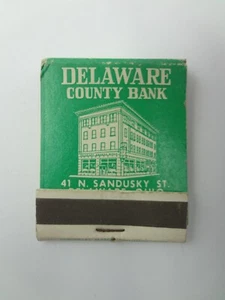 DELAWARE
COUNTY BANK
41 N. SANDUSKY ST.